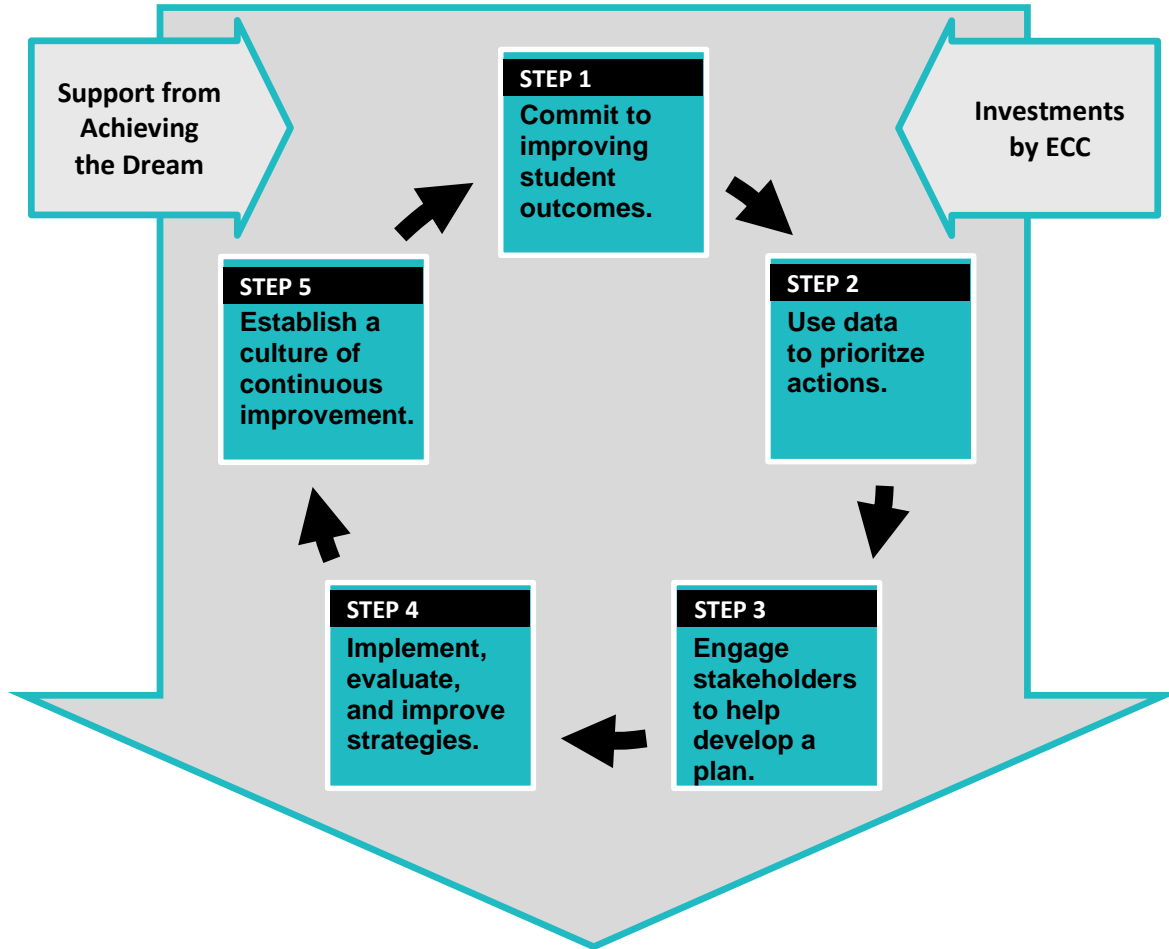 Support from
Achieving
the Dream
Investments
by ECC
STEP 1
Commit to
improving
student
outcomes.
STEP 2
Use data
to prioritze
actions.
STEP 3
Engage
stakeholders
to help
develop a
plan.
STEP 4
Implement,
evaluate,
and improve
strategies.
STEP 5
Establish a
culture of
continuous
improvement.